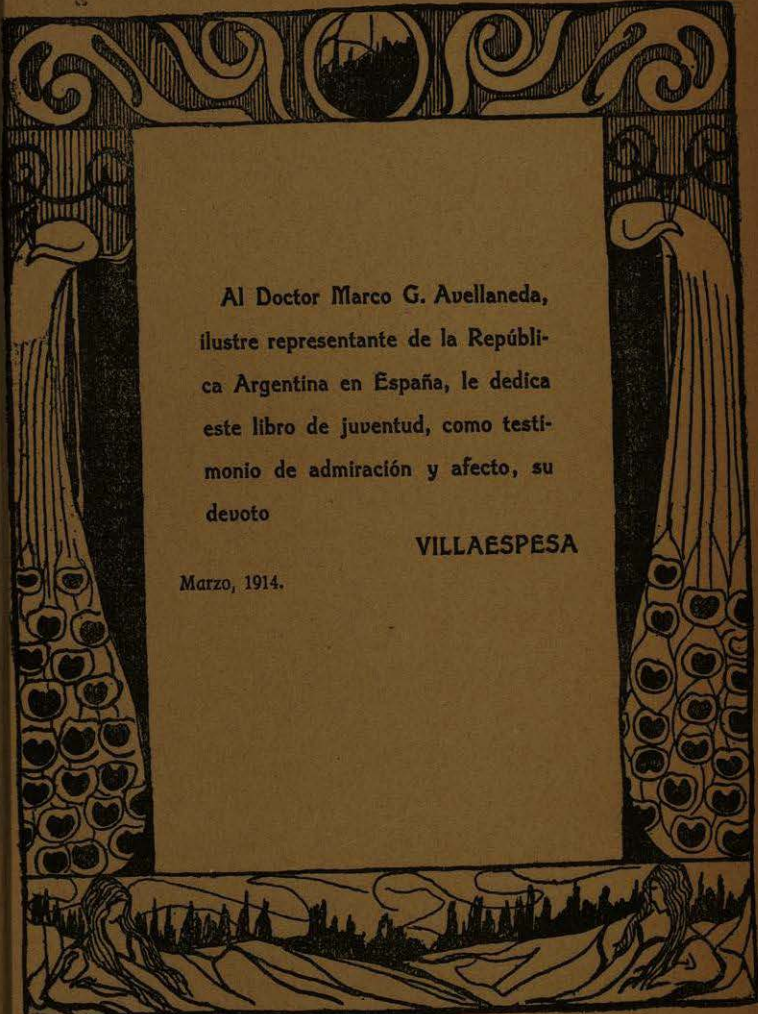 Al Doctor Marco G. Avellaneda,
ilustre representante de la Repúbli-
ca Argentina en España, le dedica
este libro de juventud, como testi-
monio de admiración y afecto, su
devoto
VILLAESPESA
Marzo, 1914.